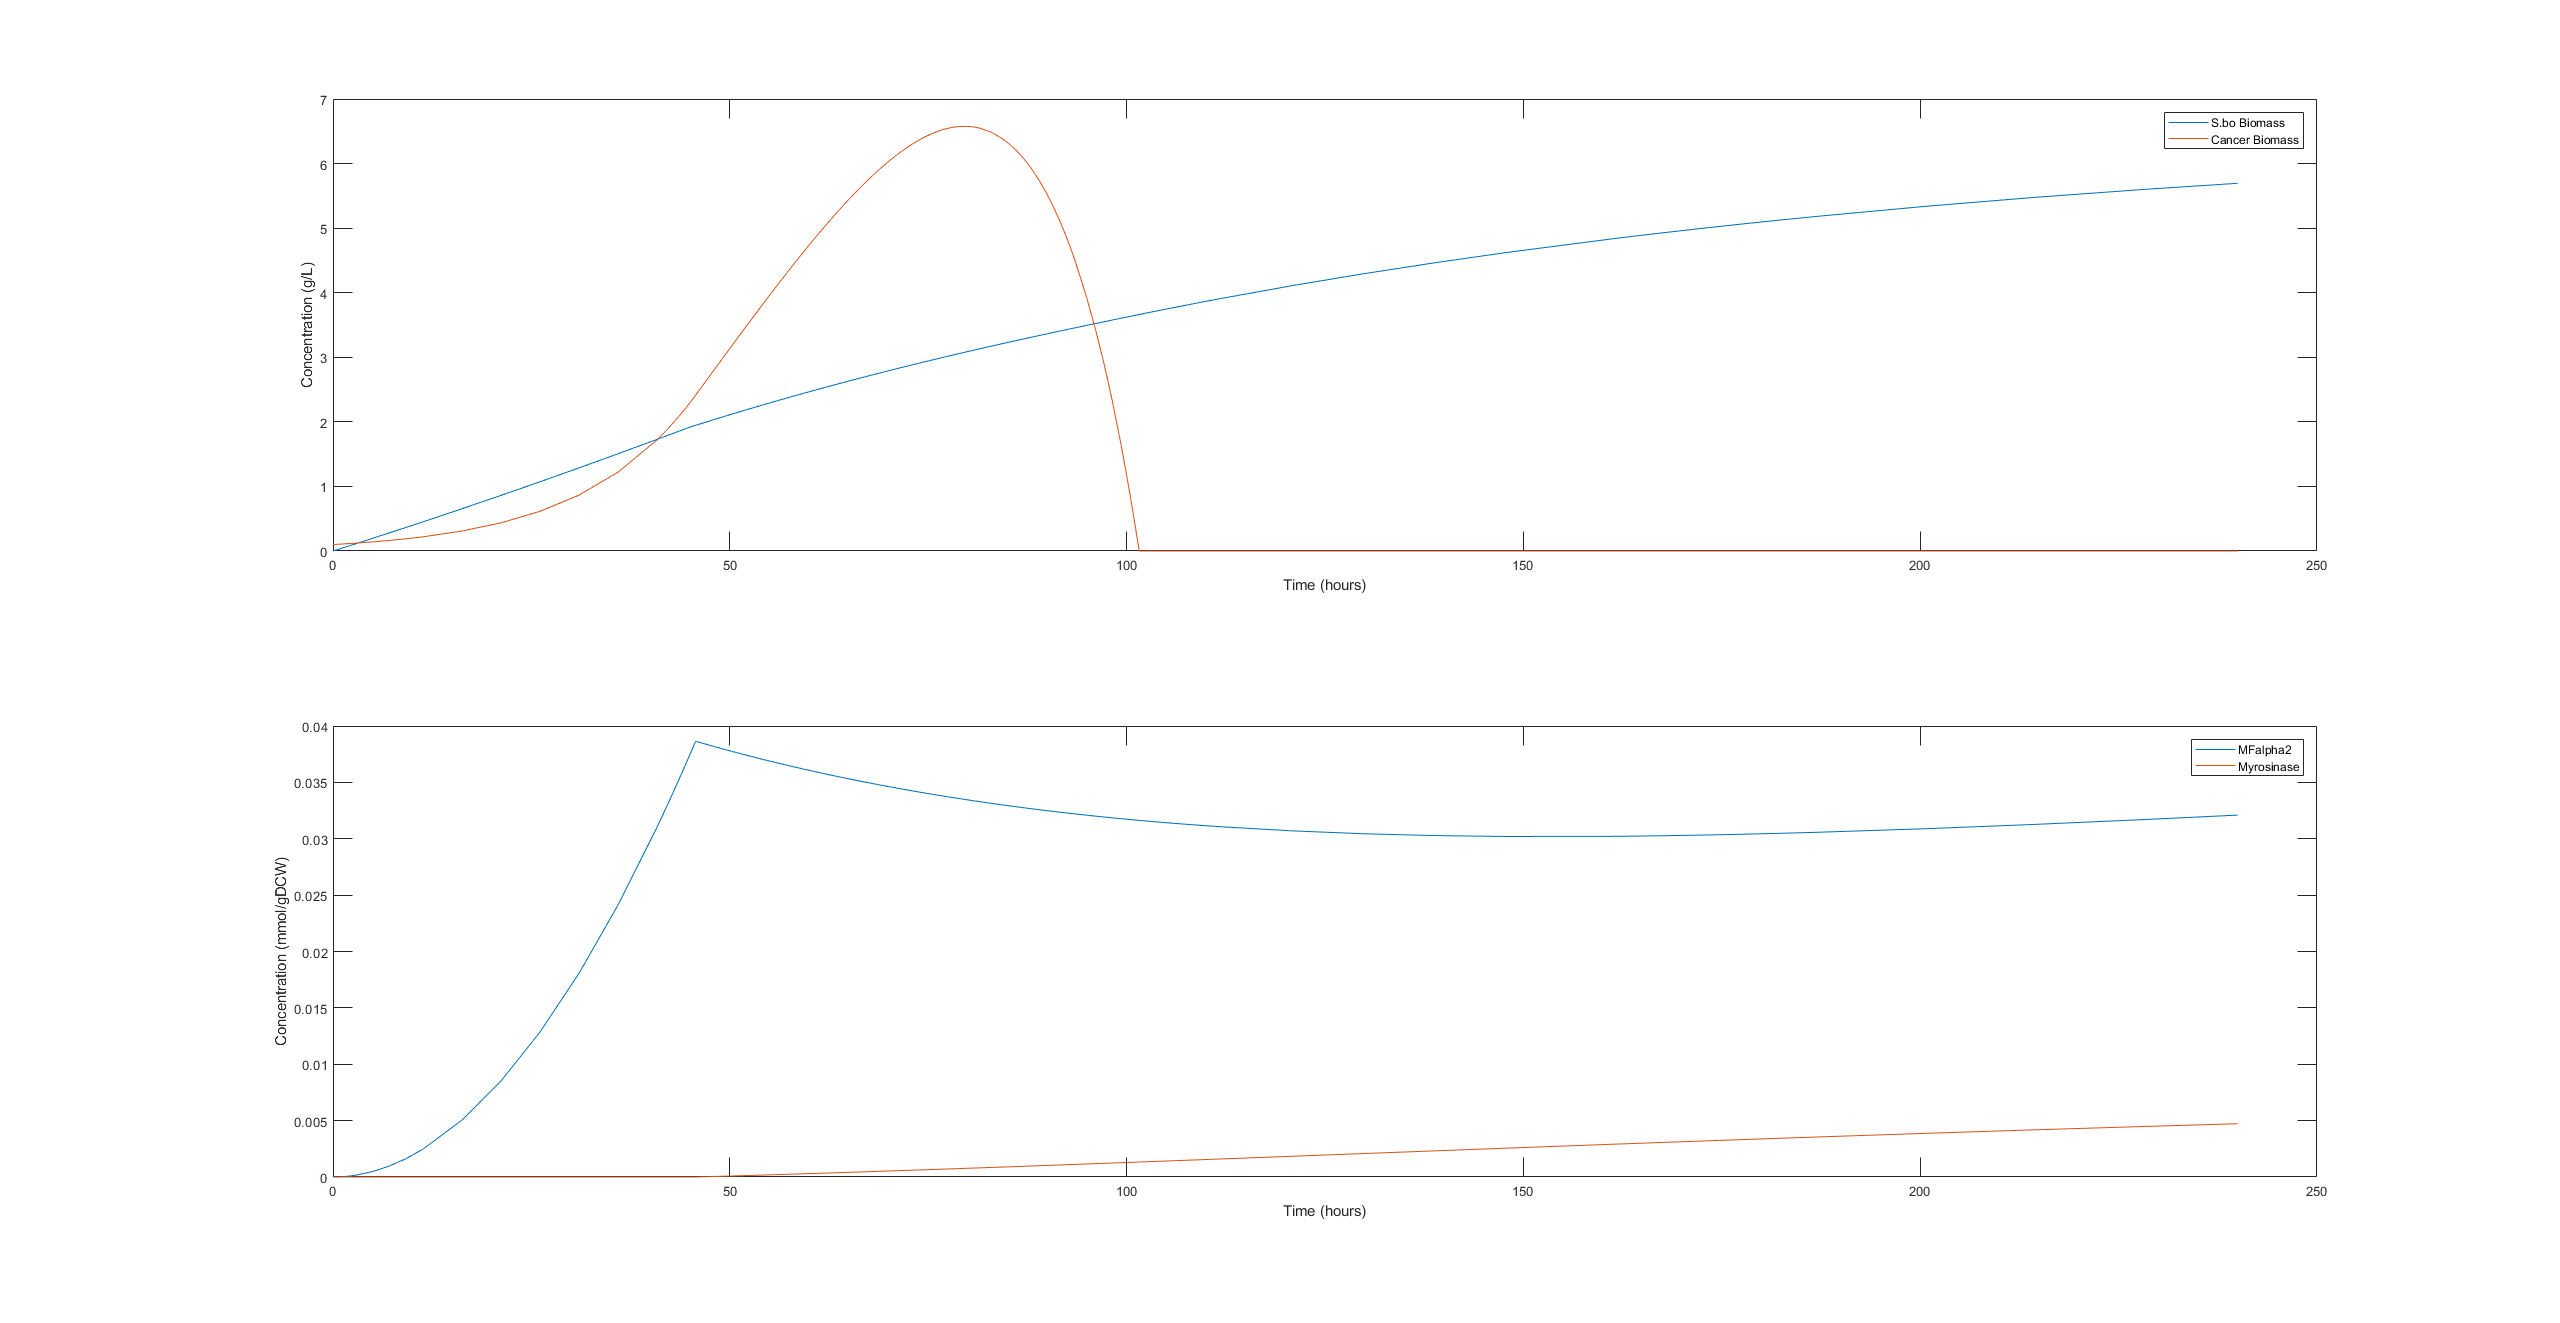 7
6
5
4
3
2
1
0
Concentration (g/L)
S.bo Biomass
Cancer Biomass
0 50 100 150 200 250
Time (hours)
0.04
0.035
0.03
0.025
0.02
0.015
0.01
0.005
0
Concentration (mmol/gDCW)
MFalpha2
Myrosinase
0 50 100 150 200 250
Time (hours)